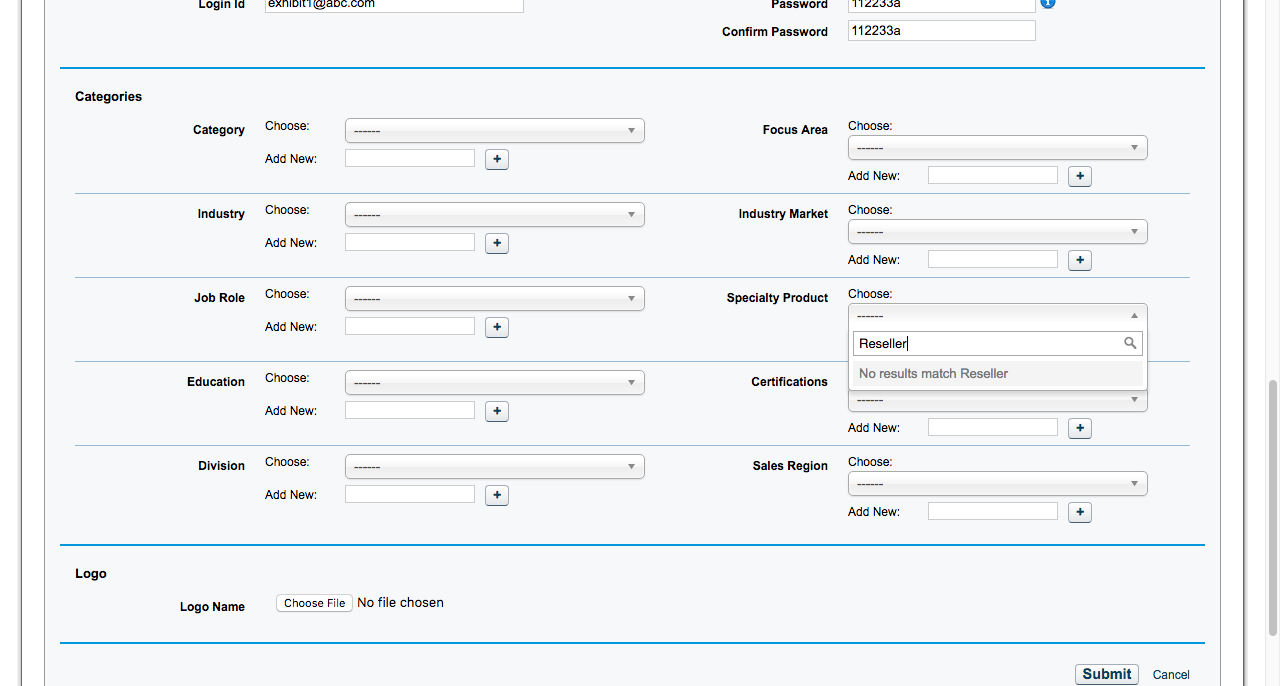 Login Id exhibit1@abc.com Password 112233a
Confirm Password 112233a
Categories
Category Choose: ------ Focus Area Choose:
------
Add New: +
Add New: +
Industry Choose: ------ Industry Market Choose:
------
Add New: +
Add New: +
Job Role Choose: ------ Specialty Product Choose:
------
Add New: +
Reseller
No results match Reseller
Education Choose: ------ Certifications
------
Add New: +
Add New: +
Division Choose: ------ Sales Region Choose:
------
Add New: +
Add New: +
Logo
Logo Name Choose File No file chosen
Submit Cancel